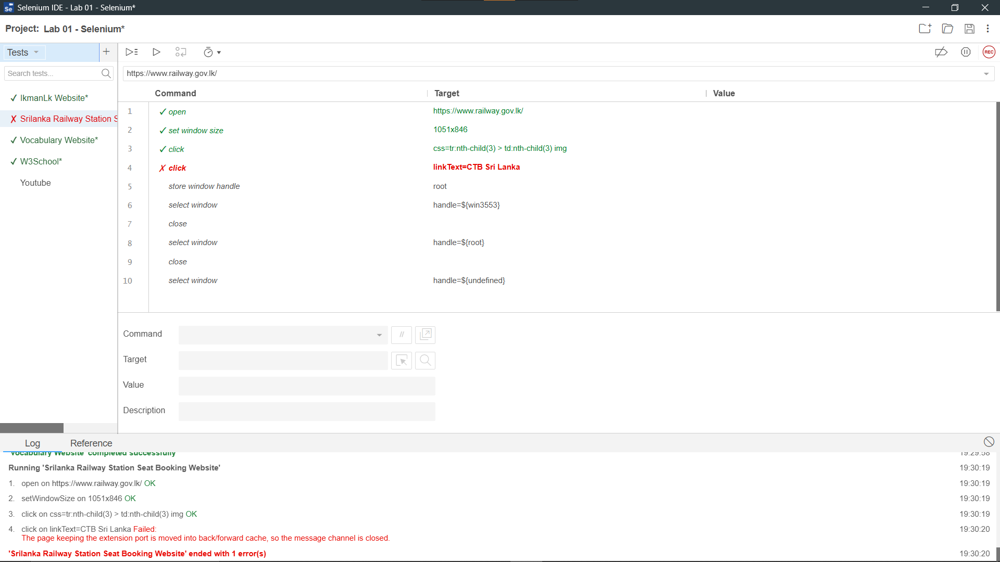 Selenium IDE - Lab 01 - Selenium*
Project: Lab 01 - Selenium*
Tests
+
Search tests...
https://www.railway.gov.lk/
REC
Command Target Value
✓ IkmanLk Website*
✗ Srilanka Railway Station S
✓ Vocabulary Website*
✓ W3School*
Youtube
1 ✓ open https://www.railway.gov.lk/
2 ✓ set window size 1051x846
3 ✓ click css=tr:nth-child(3) > td:nth-child(3) img
4 ✗ click linkText=CTB Sri Lanka
5 store window handle root
6 select window handle=${win3553}
7 close
8 select window handle=${root}
9 close
10 select window handle=${undefined}
Command //
Target
Value
Description
Log Reference
'Vocabulary Website' completed successfully 19:29:58
Running 'Srilanka Railway Station Seat Booking Website' 19:30:19
1. open on https://www.railway.gov.lk/ OK 19:30:19
2. setWindowSize on 1051x846 OK 19:30:19
3. click on css=tr:nth-child(3) > td:nth-child(3) img OK 19:30:19
4. click on linkText=CTB Sri Lanka Failed: 19:30:20
The page keeping the extension port is moved into back/forward cache, so the message channel is closed.
'Srilanka Railway Station Seat Booking Website' ended with 1 error(s) 19:30:20